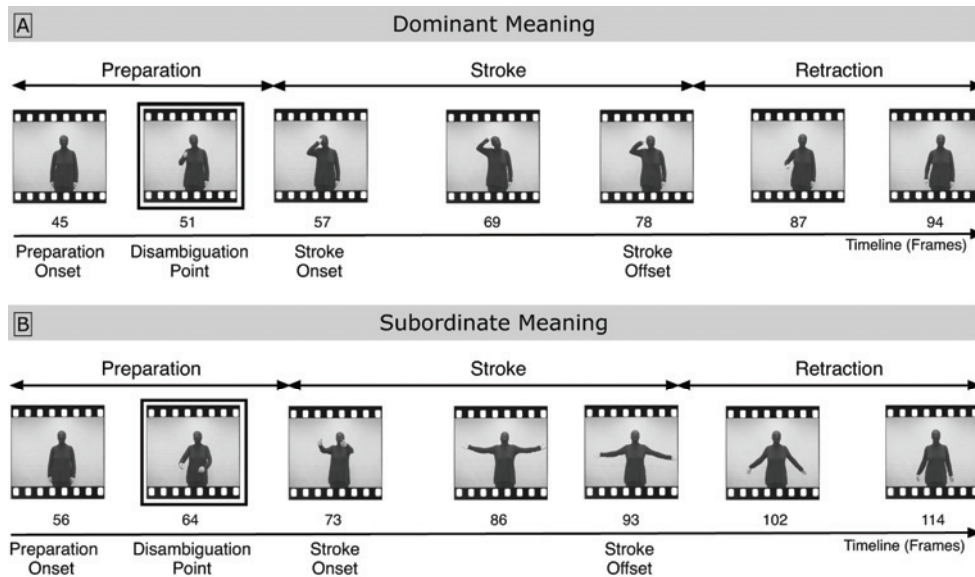 A Dominant Meaning
Preparation Stroke Retraction
45 51 57 69 78 87 94
Timeline (Frames)
Preparation Disambiguation Stroke Stroke
Onset Point Onset Offset
B Subordinate Meaning
Preparation Stroke Retraction
56 64 73 86 93 102 114
Timeline (Frames)
Preparation Disambiguation Stroke Stroke
Onset Point Onset Offset